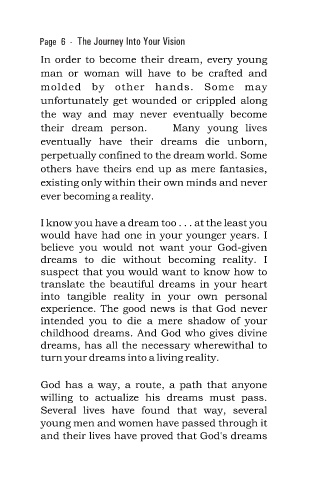 Page 6 - The Journey Into Your Vision
In order to become their dream, every young
man or woman will have to be crafted and
molded by other hands. Some may
unfortunately get wounded or crippled along
the way and may never eventually become
their dream person. Many young lives
eventually have their dreams die unborn,
perpetually confined to the dream world. Some
others have theirs end up as mere fantasies,
existing only within their own minds and never
ever becoming a reality.
I know you have a dream too . . . at the least you
would have had one in your younger years. I
believe you would not want your God-given
dreams to die without becoming reality. I
suspect that you would want to know how to
translate the beautiful dreams in your heart
into tangible reality in your own personal
experience. The good news is that God never
intended you to die a mere shadow of your
childhood dreams. And God who gives divine
dreams, has all the necessary wherewithal to
turn your dreams into a living reality.
God has a way, a route, a path that anyone
willing to actualize his dreams must pass.
Several lives have found that way, several
young men and women have passed through it
and their lives have proved that God's dreams